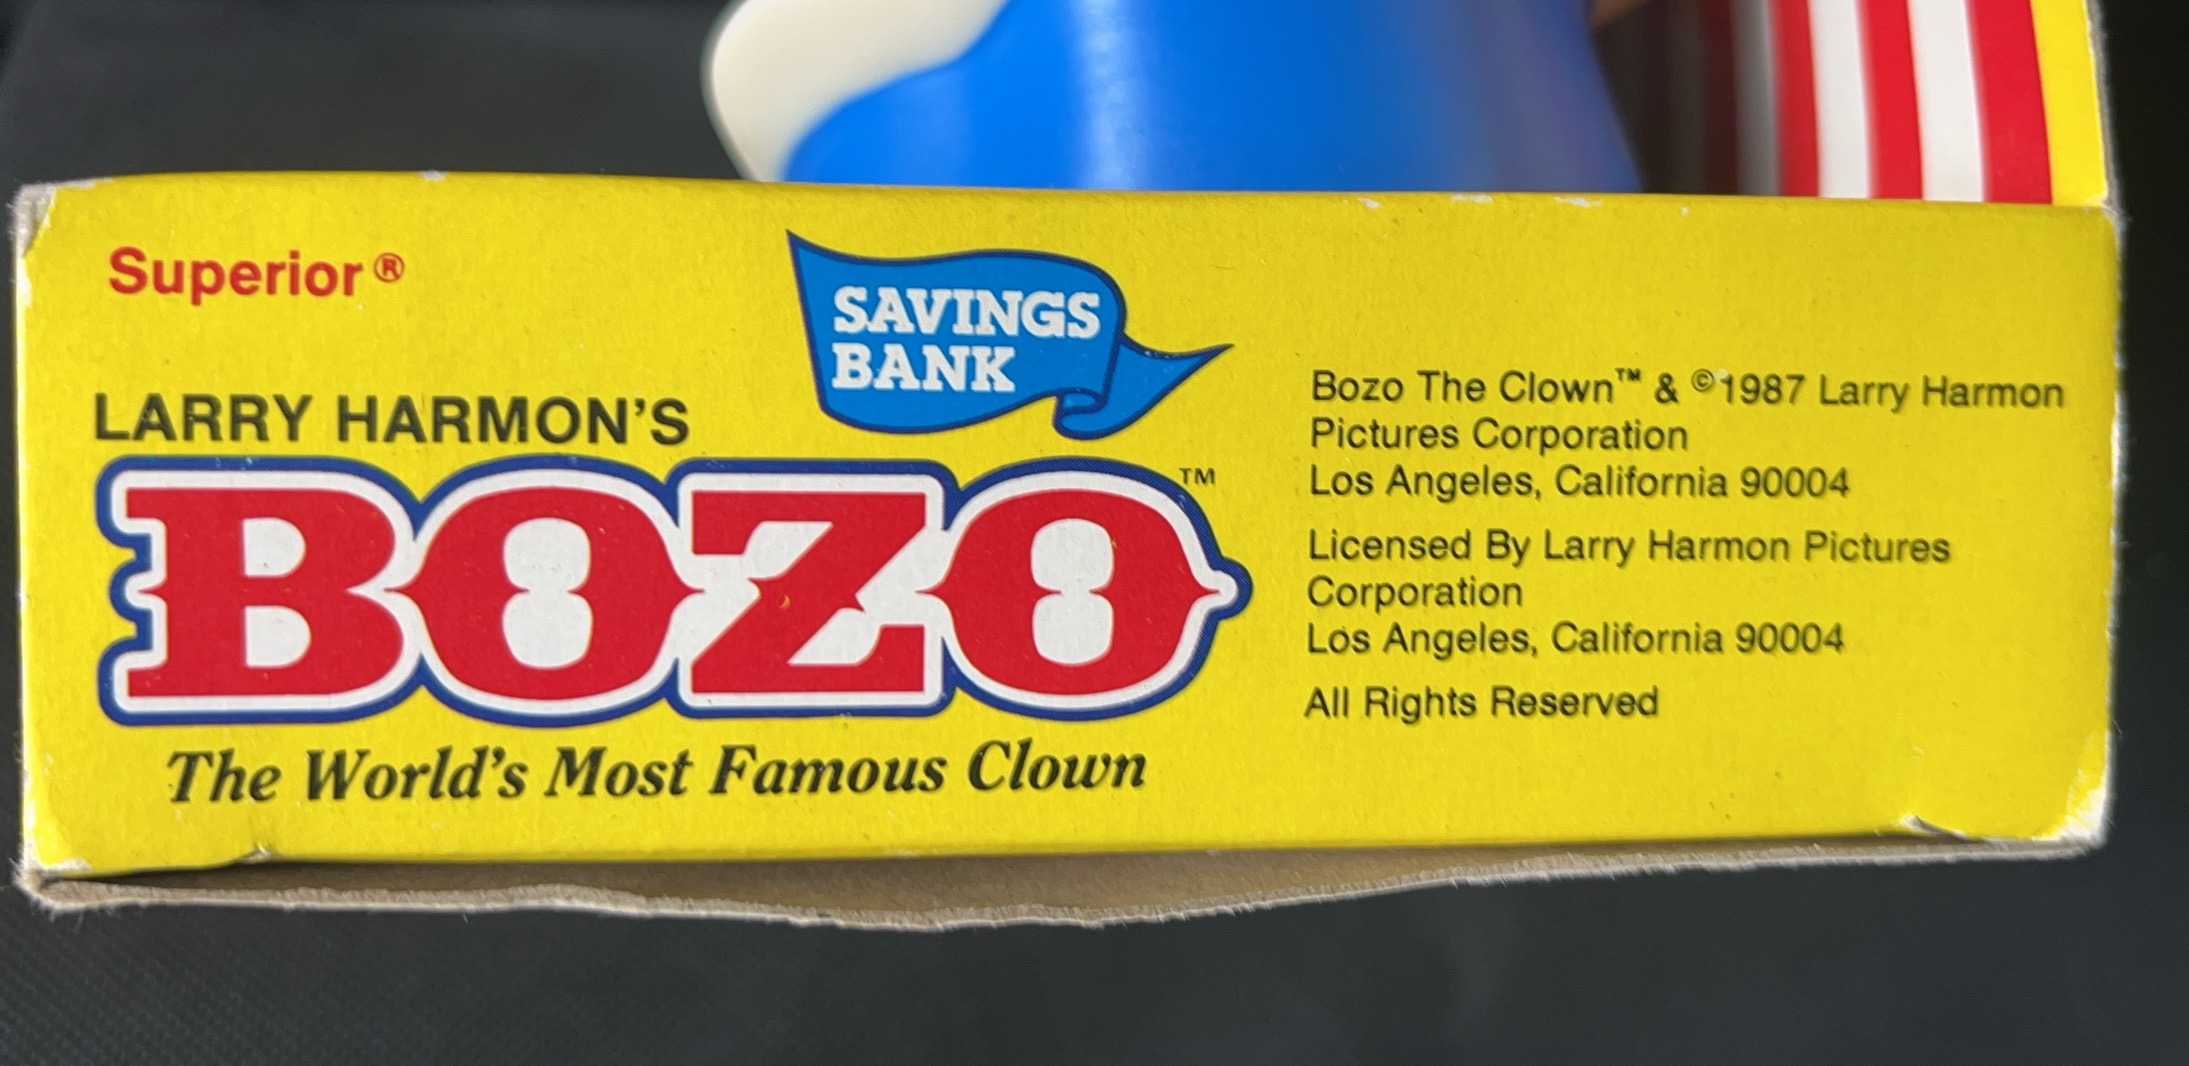 Superior®
SAVINGS
BANK
LARRY HARMON'S
BOZO™
The World's Most Famous Clown
Bozo The Clown™ & ©1987 Larry Harmon
Pictures Corporation
Los Angeles, California 90004
Licensed By Larry Harmon Pictures
Corporation
Los Angeles, California 90004
All Rights Reserved